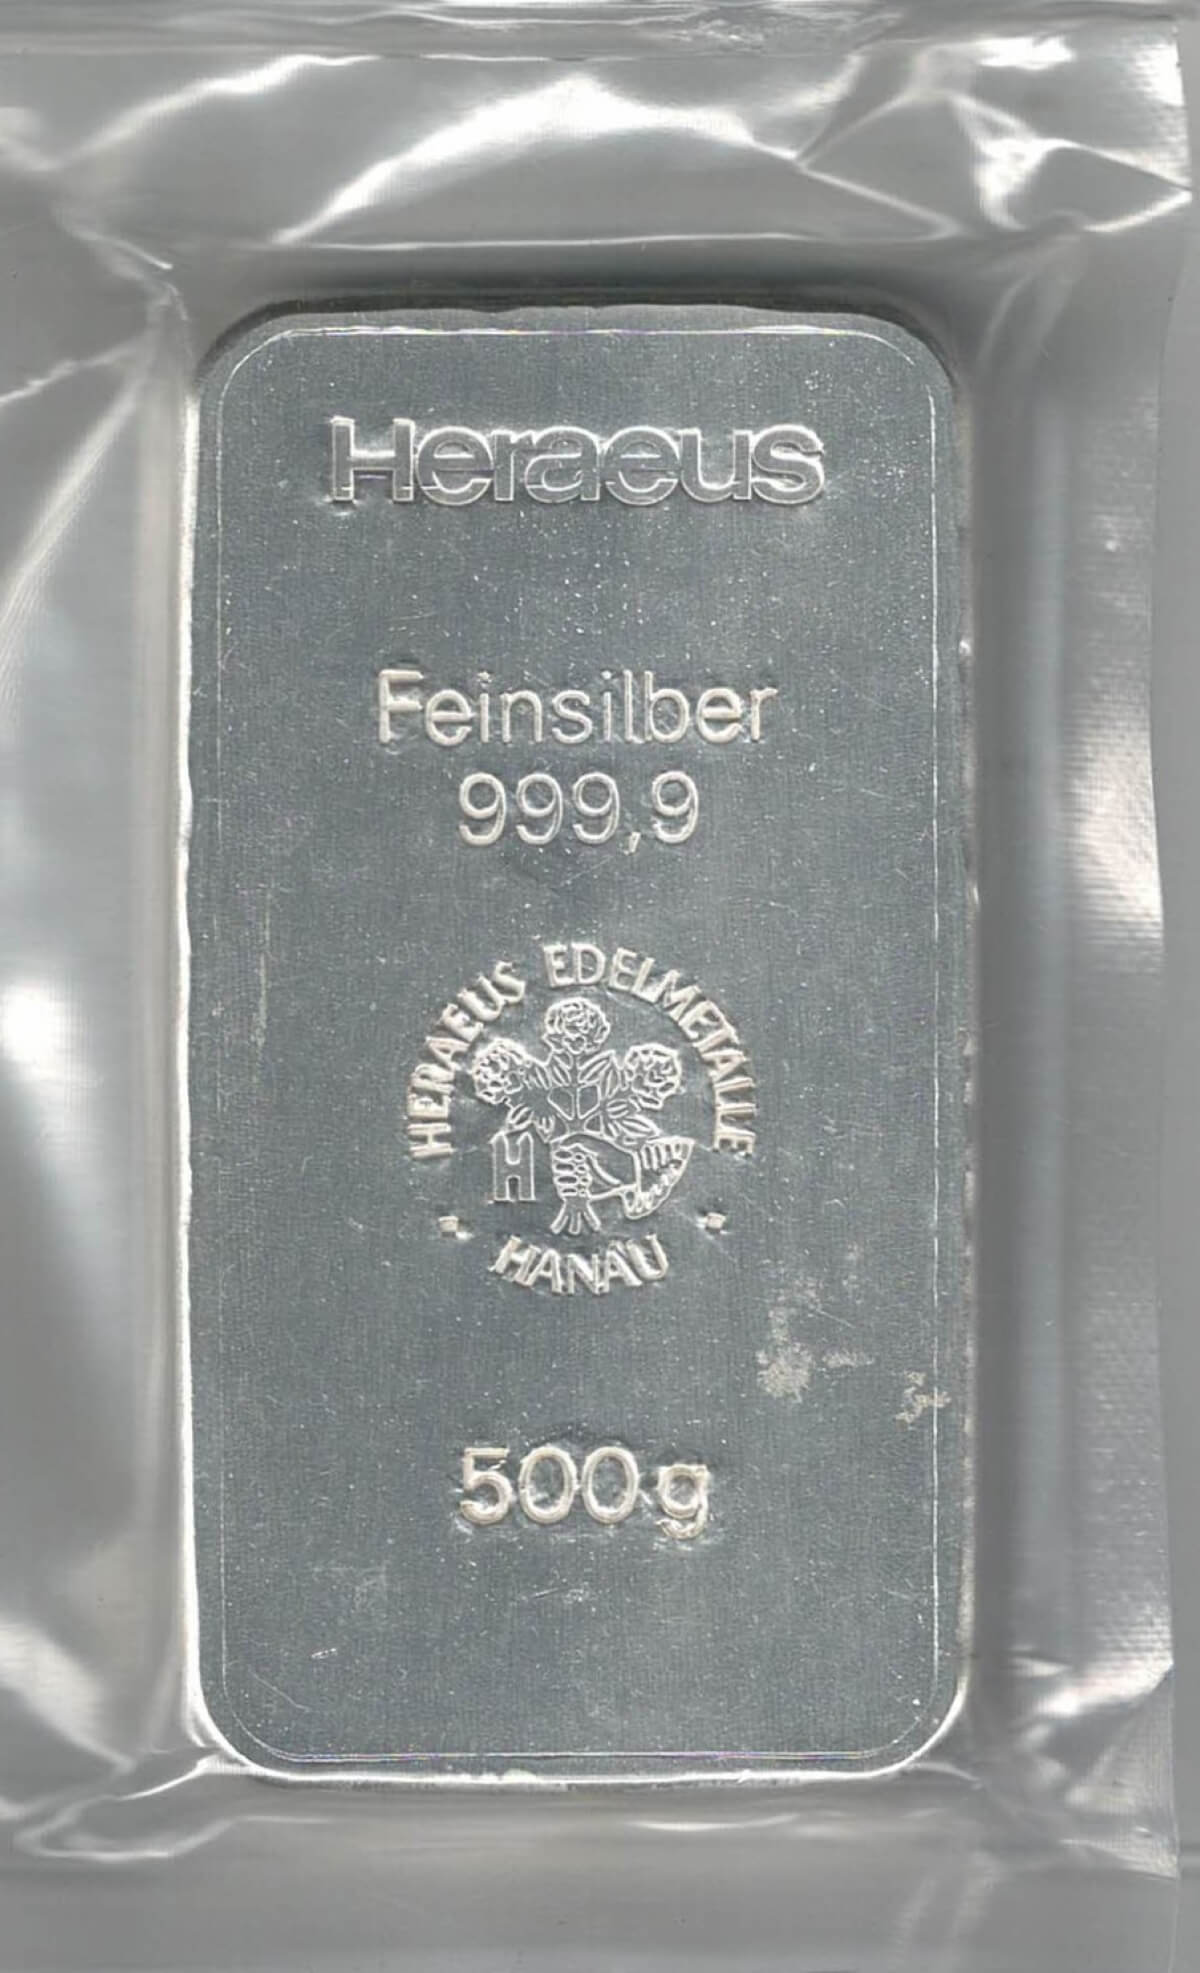 Heraeus
Feinsilber
999,9
HERAEUS EDELMETALLE
H
HANAU
500g